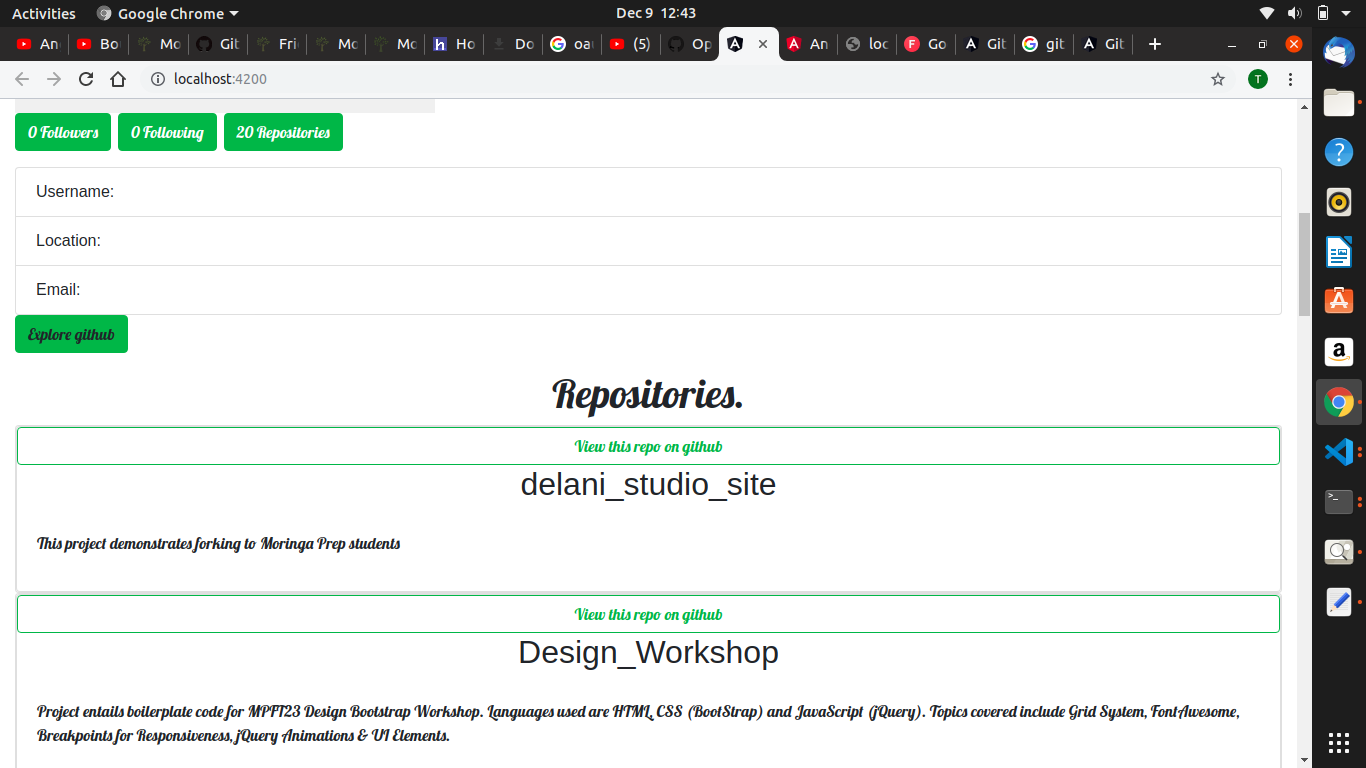 Activities Google Chrome Dec 9 12:43
An Bo Mo Git Fri Mo Mo h Ho Do oau (5) Op An loc F Go Git git Git
localhost:4200 T
0 Followers 0 Following 20 Repositories
Username:
Location:
Email:
Explore github
Repositories.
View this repo on github
delani_studio_site
This project demonstrates forking to Moringa Prep students
View this repo on github
Design_Workshop
Project entails boilerplate code for MPFT23 Design Bootstrap Workshop. Languages used are HTML, CSS (BootStrap) and JavaScript (jQuery). Topics covered include Grid System, FontAwesome,
Breakpoints for Responsiveness, jQuery Animations & UI Elements.